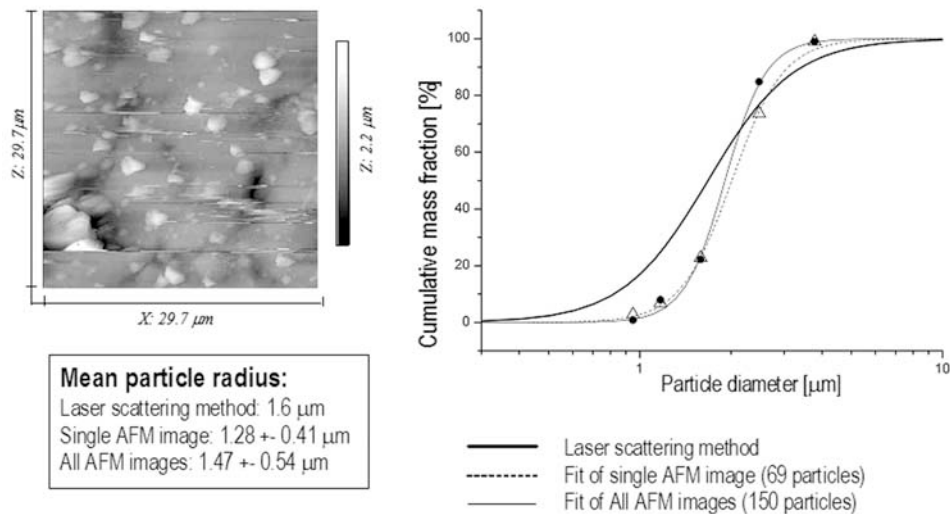 Z: 29.7 μm
Z: 2.2 μm
X: 29.7 μm
Mean particle radius:
Laser scattering method: 1.6 μm
Single AFM image: 1.28 +- 0.41 μm
All AFM images: 1.47 +- 0.54 μm
Cumulative mass fraction [%]
100
80
60
40
20
0
1
10
Particle diameter [μm]
Laser scattering method
Fit of single AFM image (69 particles)
Fit of All AFM images (150 particles)